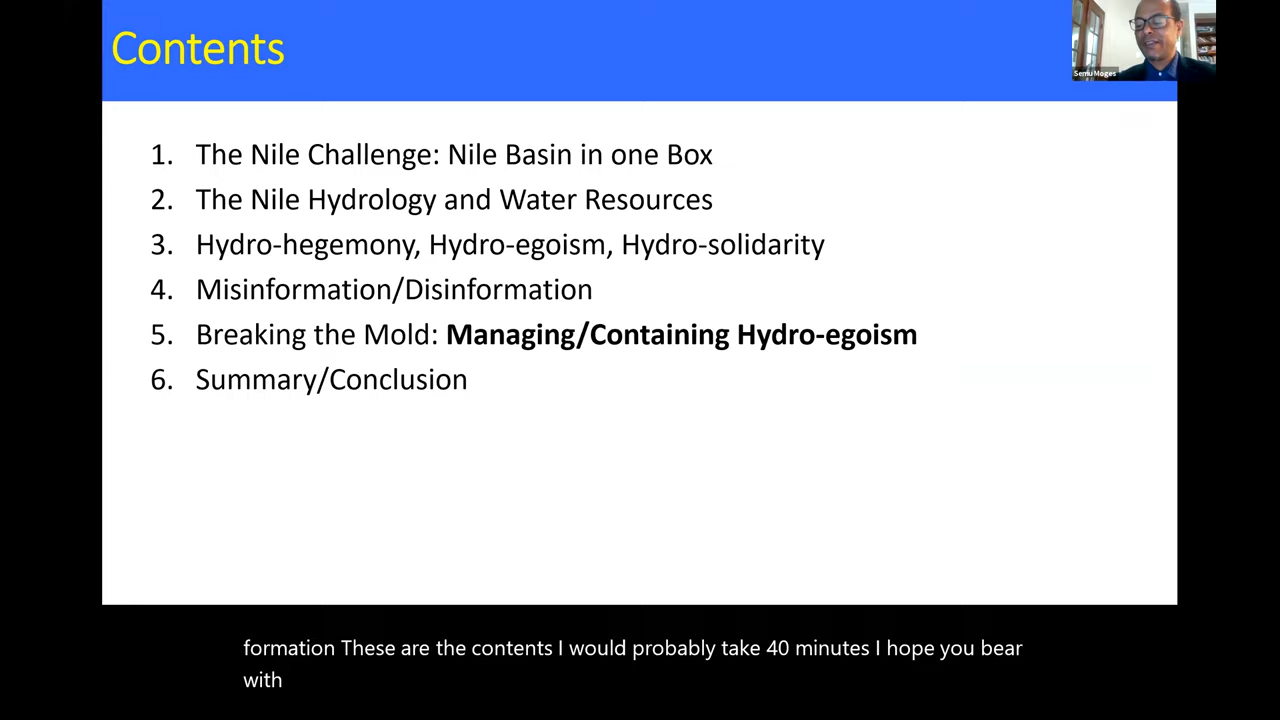 Contents
Semu Moges
1. The Nile Challenge: Nile Basin in one Box
2. The Nile Hydrology and Water Resources
3. Hydro-hegemony, Hydro-egoism, Hydro-solidarity
4. Misinformation/Disinformation
5. Breaking the Mold: Managing/Containing Hydro-egoism
6. Summary/Conclusion
formation These are the contents I would probably take 40 minutes I hope you bear
with